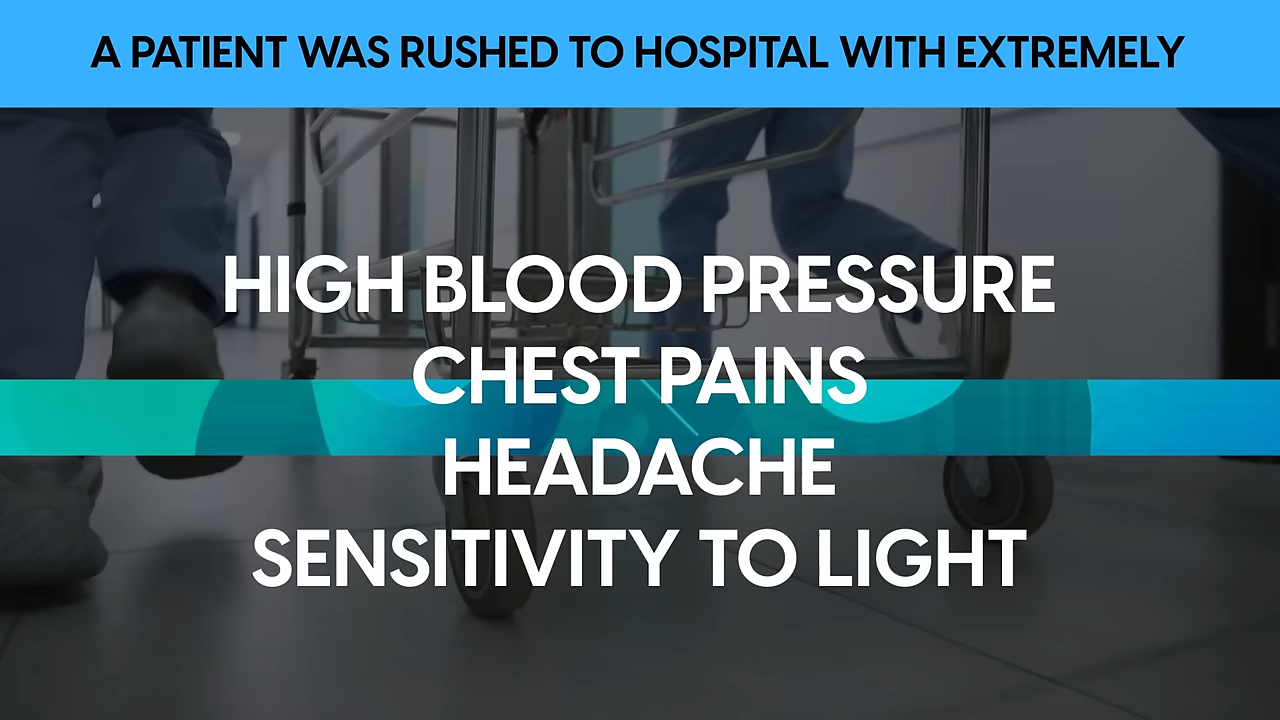 A PATIENT WAS RUSHED TO HOSPITAL WITH EXTREMELY
HIGH BLOOD PRESSURE
CHEST PAINS
HEADACHE
SENSITIVITY TO LIGHT